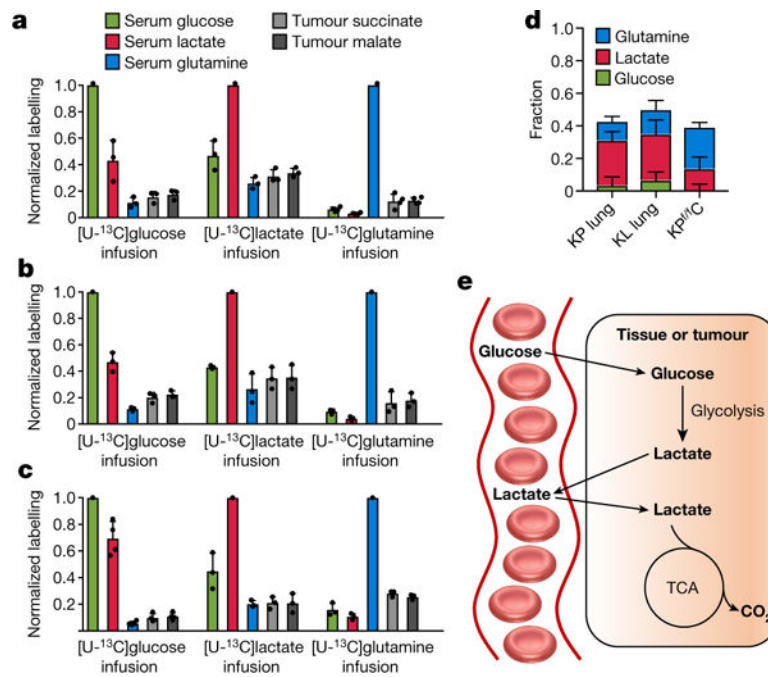 a
Serum glucose
Tumour succinate
Serum lactate
Tumour malate
Serum glutamine
Normalized labelling
1.0
0.8
0.6
0.4
0.2
0
[U-13C]glucose infusion
[U-13C]lactate infusion
[U-13C]glutamine infusion
b
Normalized labelling
1.0
0.8
0.6
0.4
0.2
0
[U-13C]glucose infusion
[U-13C]lactate infusion
[U-13C]glutamine infusion
c
Normalized labelling
1.0
0.8
0.6
0.4
0.2
[U-13C]glucose infusion
[U-13C]lactate infusion
[U-13C]glutamine infusion
d
Glutamine
Lactate
Glucose
Fraction
1.0
0.8
0.6
0.4
0.2
0
KP lung
KL lung
KPf/fC
e
Tissue or tumour
Glucose
Glucose
Glycolysis
Lactate
Lactate
Lactate
TCA
CO2